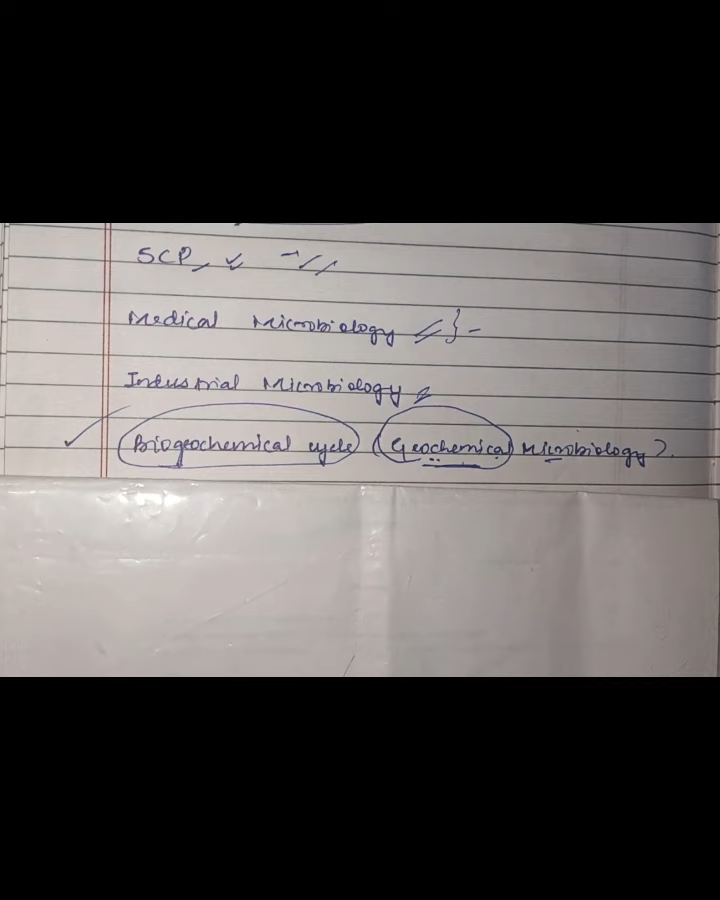 SCP,
Medical Microbiology }-
Industrial Microbiology
Biogeochemical cycle (Geochemical Microbiology).